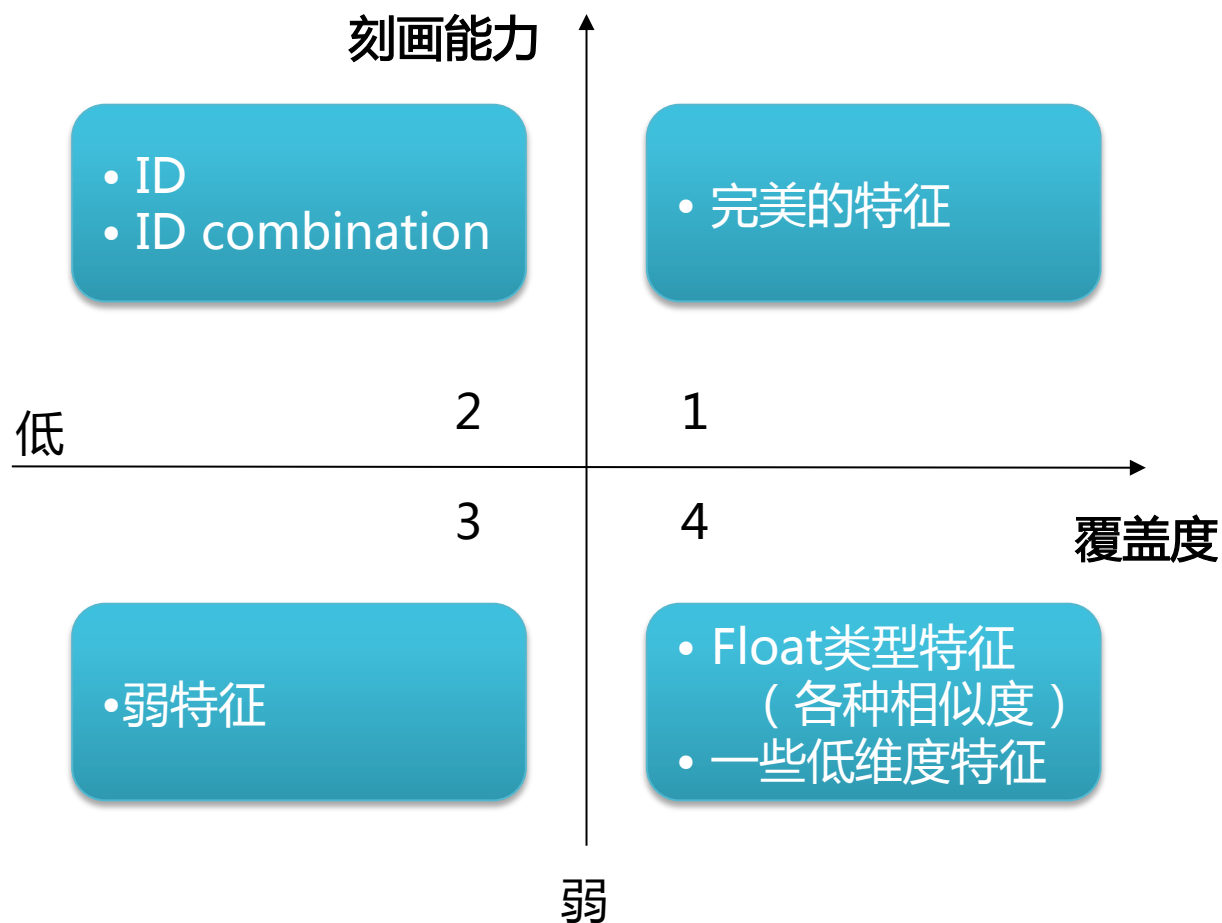 刻画能力
• ID
• ID combination
• 完美的特征
2
1
低
3
4
覆盖度
•弱特征
• Float类型特征
（各种相似度）
• 一些低维度特征
弱